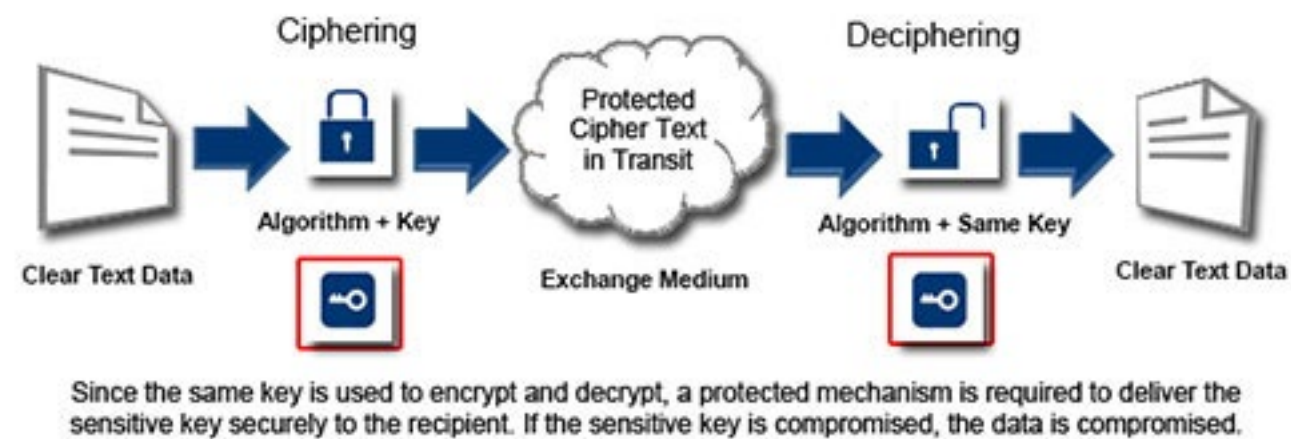 Ciphering
Deciphering
Protected
Cipher Text
in Transit
Algorithm + Key
Algorithm + Same Key
Clear Text Data
Exchange Medium
Clear Text Data
Since the same key is used to encrypt and decrypt, a protected mechanism is required to deliver the
sensitive key securely to the recipient. If the sensitive key is compromised, the data is compromised.